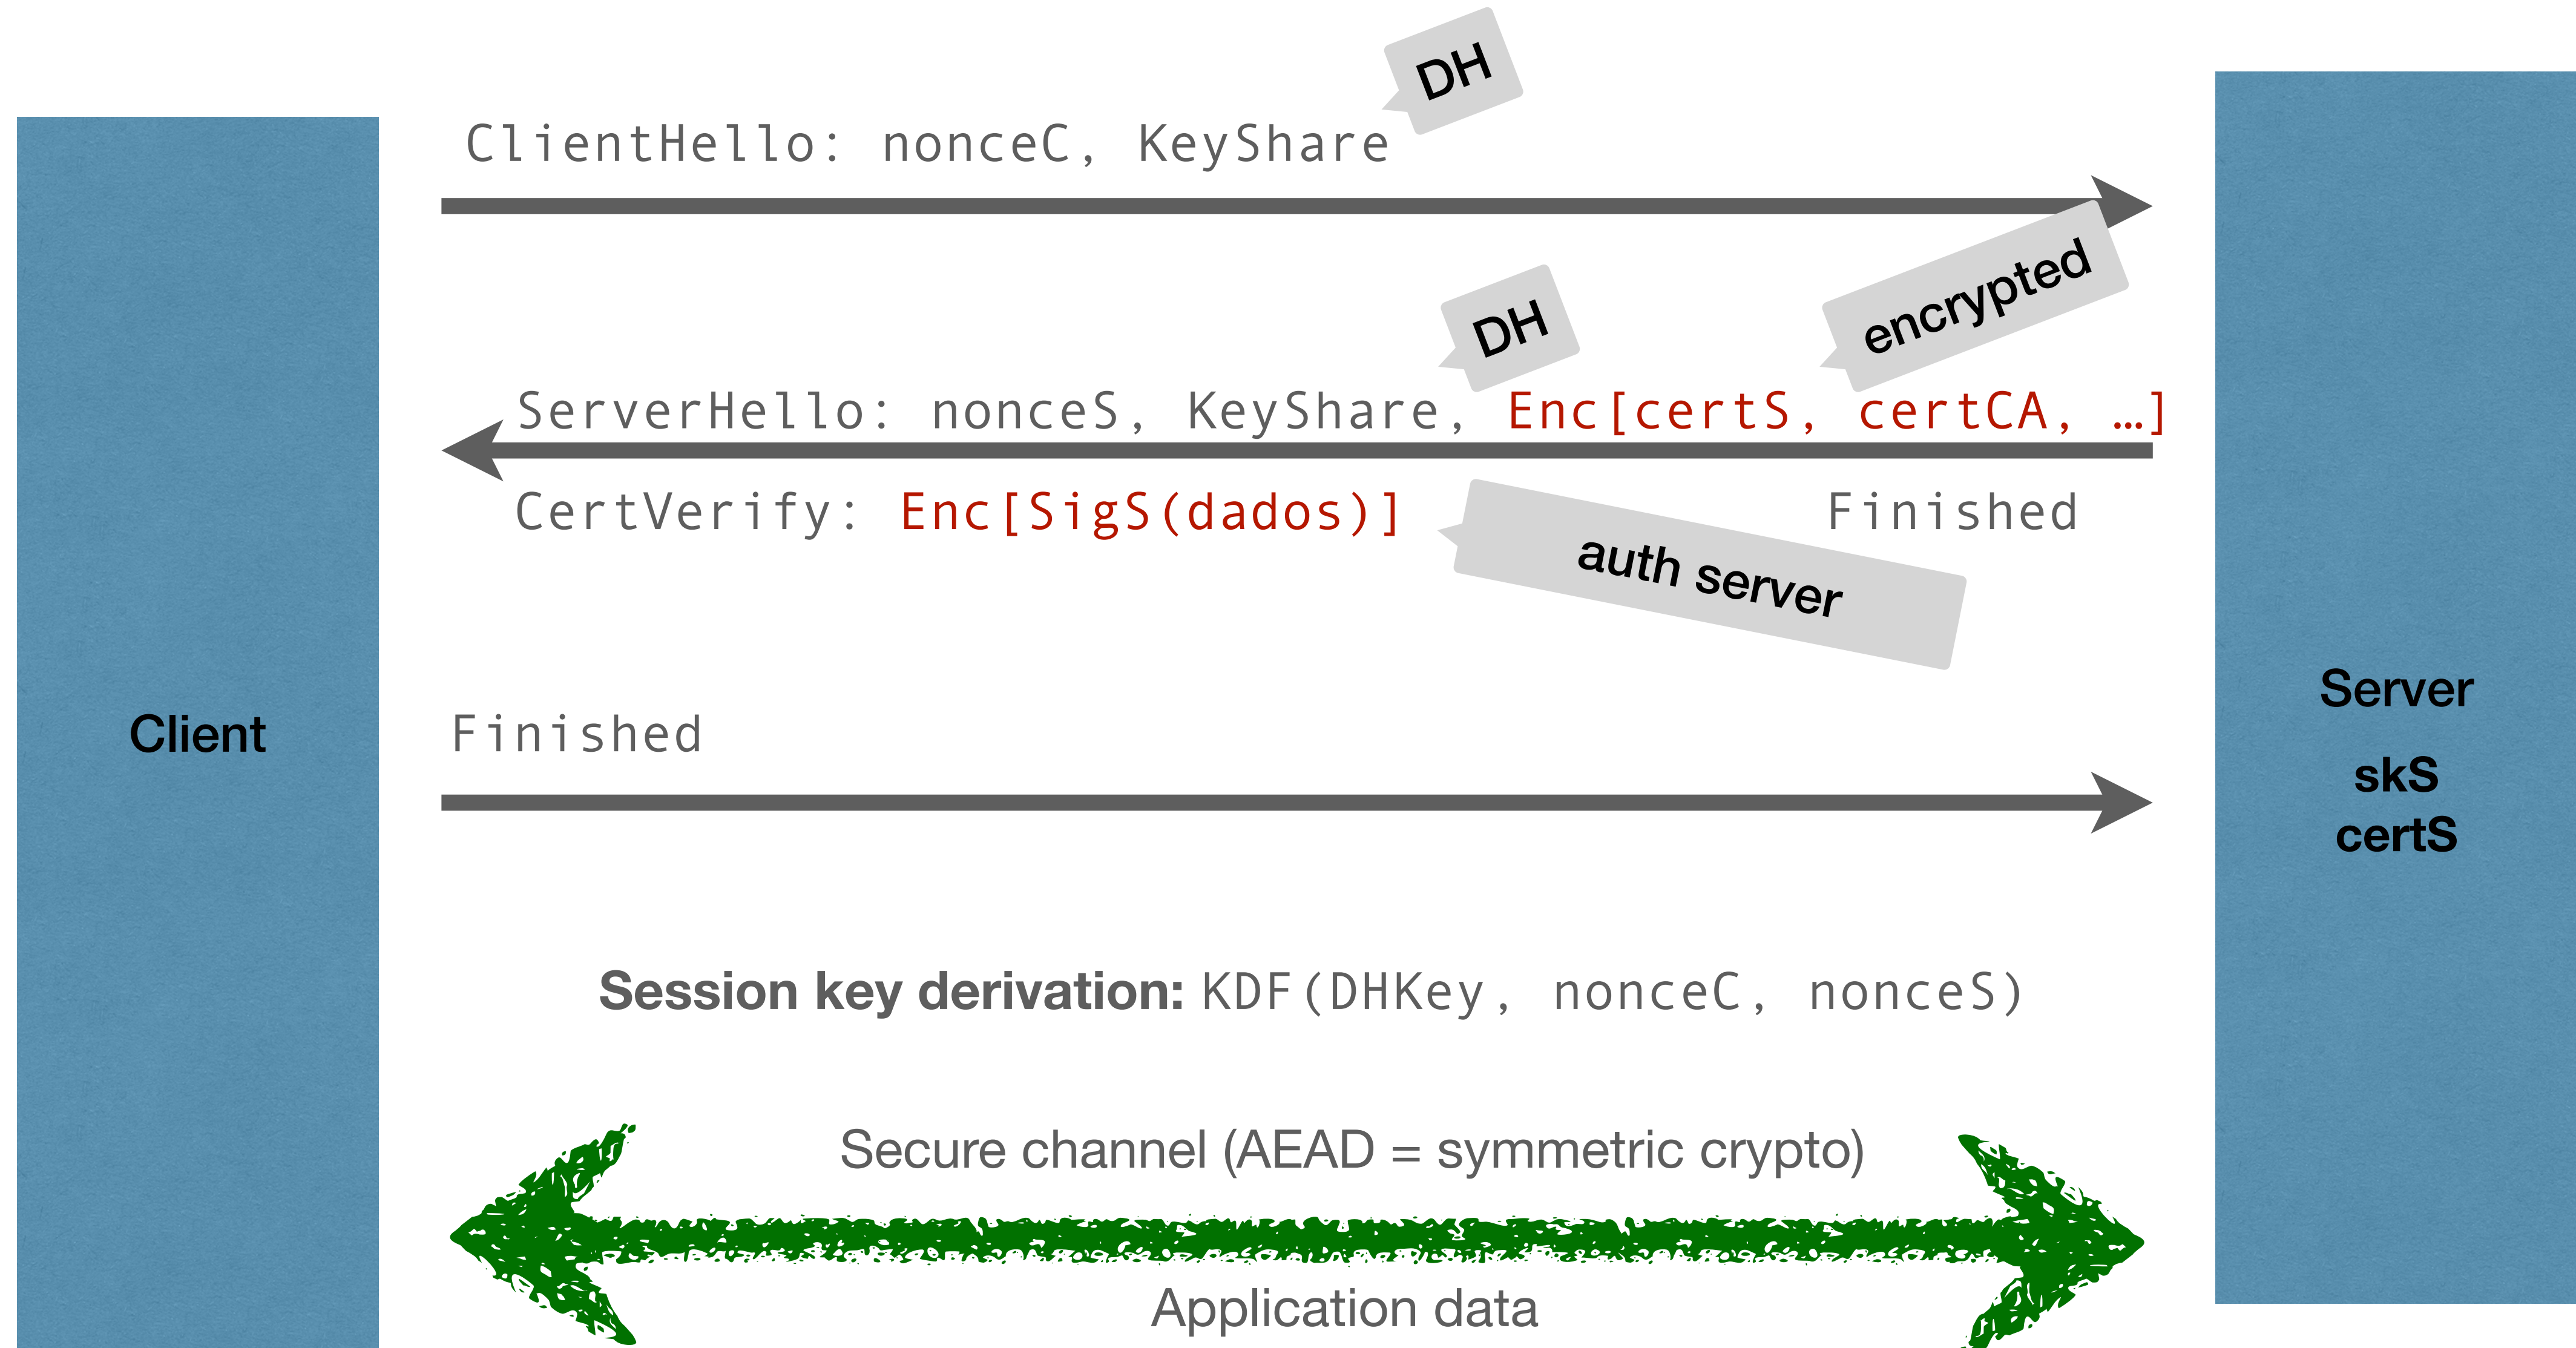 DH
ClientHello: nonceC, KeyShare
DH
encrypted
ServerHello: nonceS, KeyShare, Enc[certS, certCA, …]
CertVerify: Enc[SigS(dados)]
Finished
auth server
Client
Finished
Server
skS
certS
Session key derivation: KDF(DHKey, nonceC, nonceS)
Secure channel (AEAD = symmetric crypto)
Application data